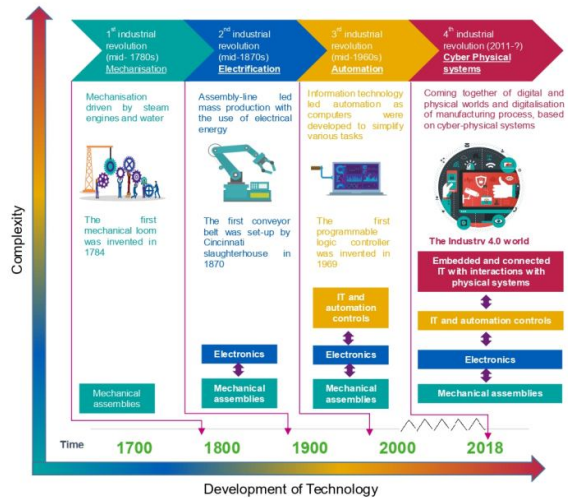 1st industrial
revolution
(mid- 1780s)
Mechanisation
2nd industrial
revolution
(mid-1870s)
Electrification
3rd industrial
revolution
(mid-1960s)
Automation
4th industrial
revolution (2011-?)
Cyber Physical
systems
Mechanisation
driven by steam
engines and water
Assembly-line led
mass production with
the use of electrical
energy
Information technology
led automation as
computers were
developed to simplify
various tasks
Coming together of digital and
physical worlds and digitalisation
of manufacturing process, based
on cyber-physical systems
The first
mechanical loom
was invented in
1784
The first conveyor
belt was set-up by
Cincinnati
slaughterhouse in
1870
The first
programmable
logic controller
was invented in
1969
The Industry 4.0 world
Embedded and connected
IT with interactions with
physical systems
IT and
automation
controls
IT and automation controls
Electronics
Electronics
Electronics
Mechanical
assemblies
Mechanical
assemblies
Mechanical
assemblies
Mechanical assemblies
Time
1700
1800
1900
2000
2018
Complexity
Development of Technology